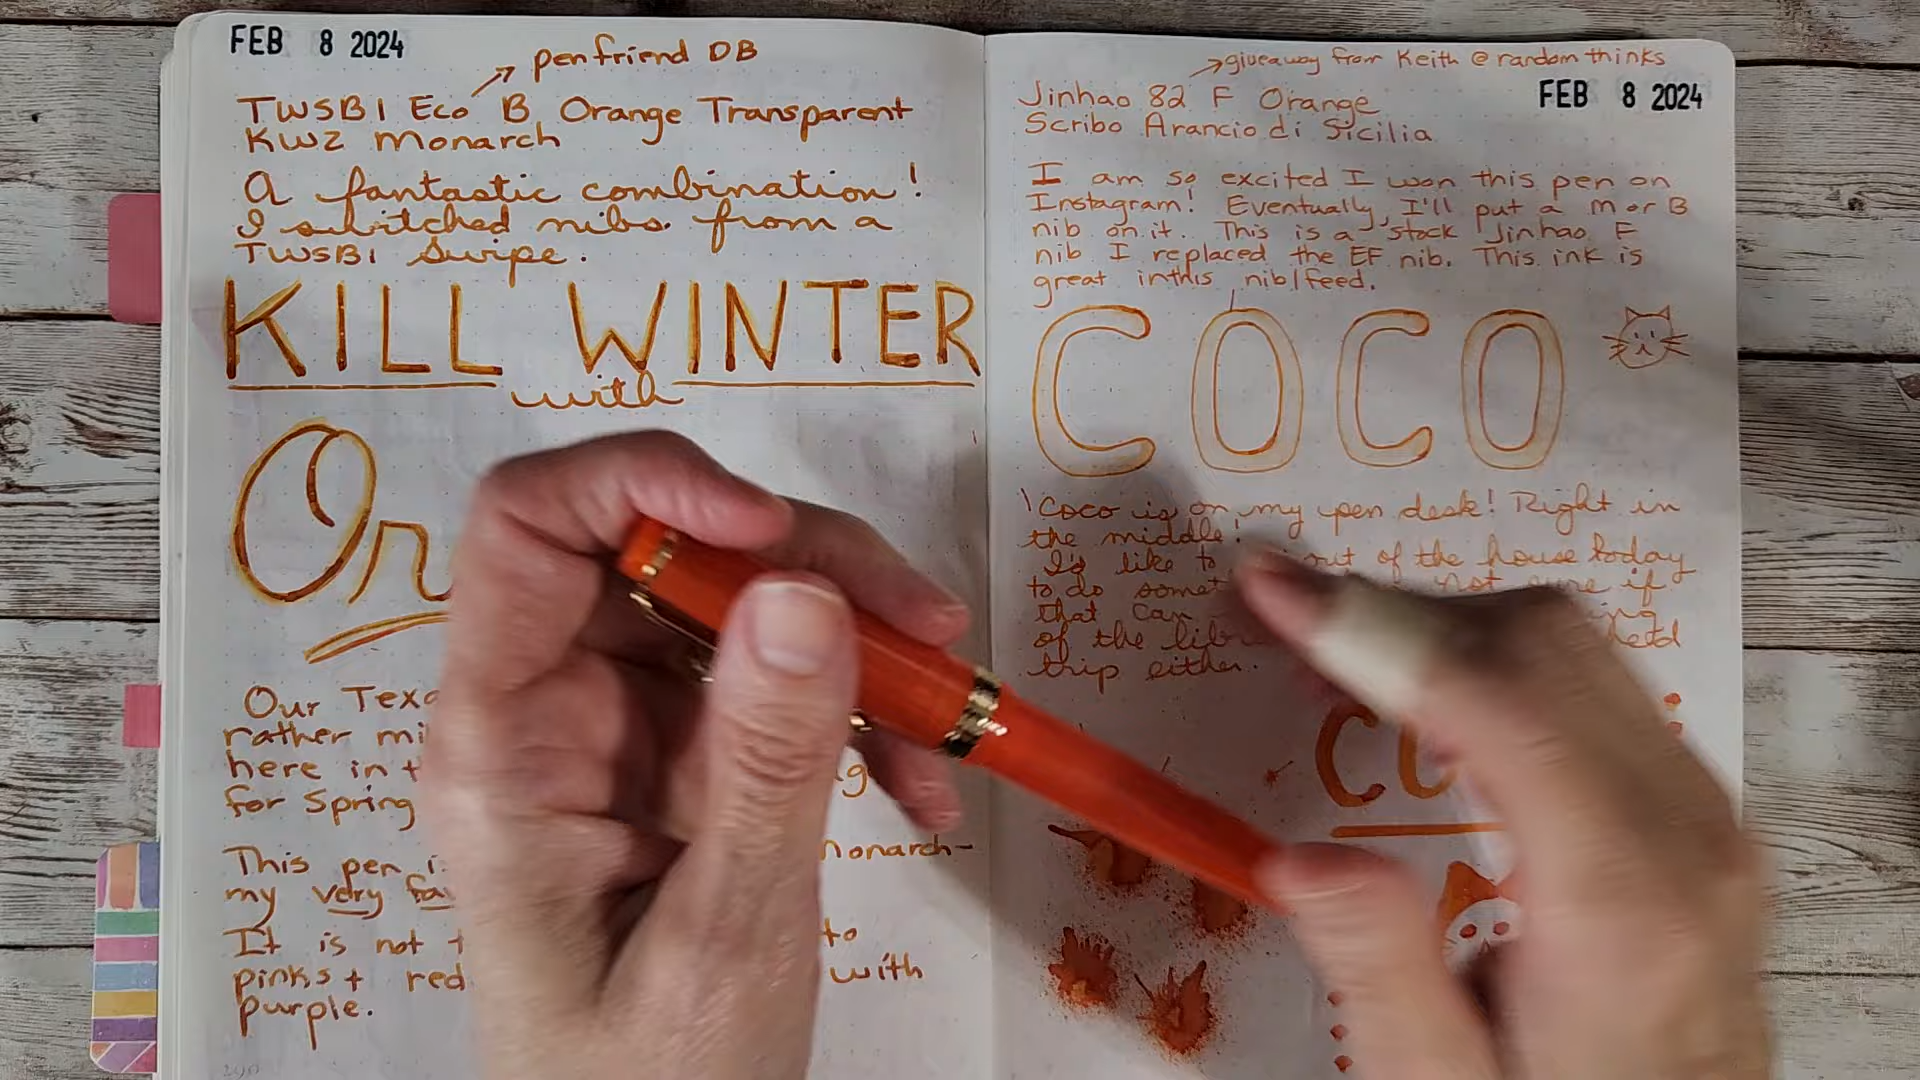 FEB 8 2024
penfriend DB
TWSBI Eco B Orange Transparent
KWZ Monarch
A fantastic combination!
I switched nibs from a
TWSBI Swipe.
KILL WINTER
with
Or
Our Texa
rather mi
here in t
for Spring
This pen i monarch-
my very fa
It is not t to
pinks + red with
purple.
giveaway from Keith @randomthinks
Jinhao 82 F Orange
FEB 8 2024
Scribo Arancio di Sicilia
I am so excited I won this pen on
Instagram! Eventually, I'll put a M or B
nib on it. This is a stock Jinhao F
nib I replaced the EF nib. This ink is
great in this nib/feed.
COCO
Coco is on my pen desk! Right in
the middle!
I'd like to out of the house today
to do somet not sure if
that can
of the libr
trip either.
CO